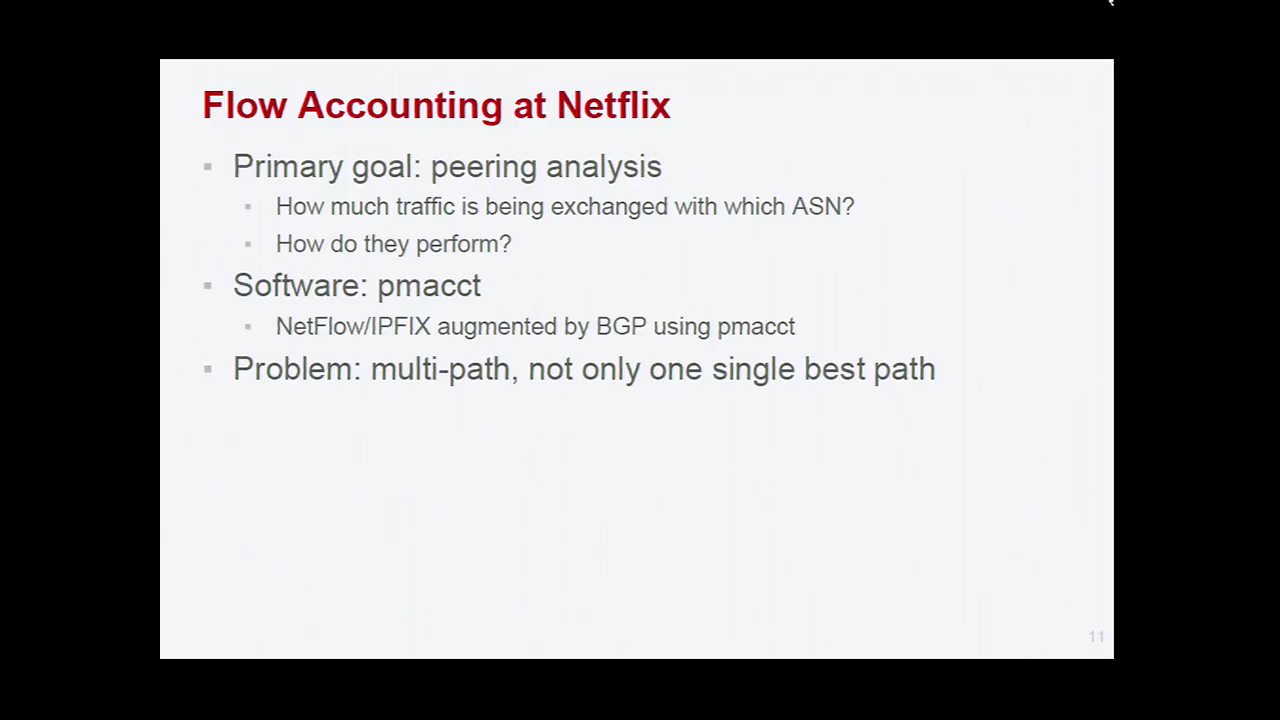 Flow Accounting at Netflix
▪ Primary goal: peering analysis
▪ How much traffic is being exchanged with which ASN?
▪ How do they perform?
▪ Software: pmacct
▪ NetFlow/IPFIX augmented by BGP using pmacct
▪ Problem: multi-path, not only one single best path
11